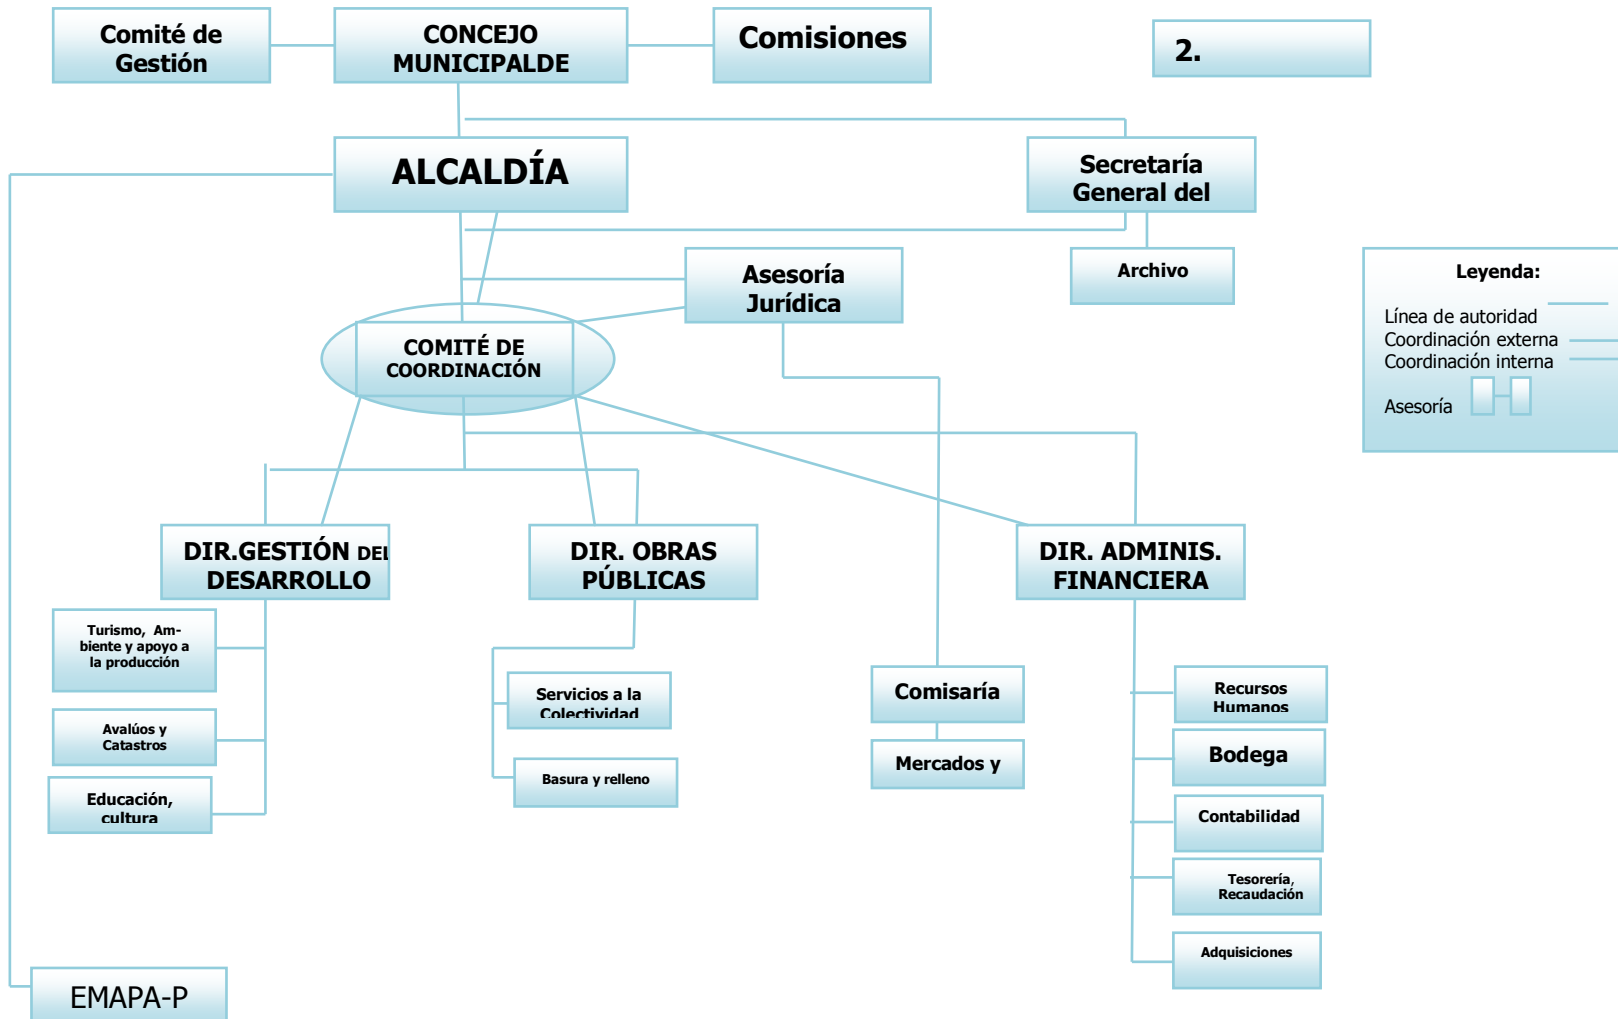 Comité de
Gestión
CONCEJO
MUNICIPALDE
Comisiones
2.
ALCALDÍA
Secretaría
General del
Archivo
Asesoría
Jurídica
Leyenda:
Línea de autoridad
Coordinación externa
Coordinación interna
Asesoría
COMITÉ DE
COORDINACIÓN
DIR.GESTIÓN DEL
DESARROLLO
DIR. OBRAS
PÚBLICAS
DIR. ADMINIS.
FINANCIERA
Turismo, Am-
biente y apoyo a
la producción
Avalúos y
Catastros
Educación,
cultura
Servicios a la
Colectividad
Basura y relleno
Comisaría
Mercados y
Recursos
Humanos
Bodega
Contabilidad
Tesorería,
Recaudación
Adquisiciones
EMAPA-P